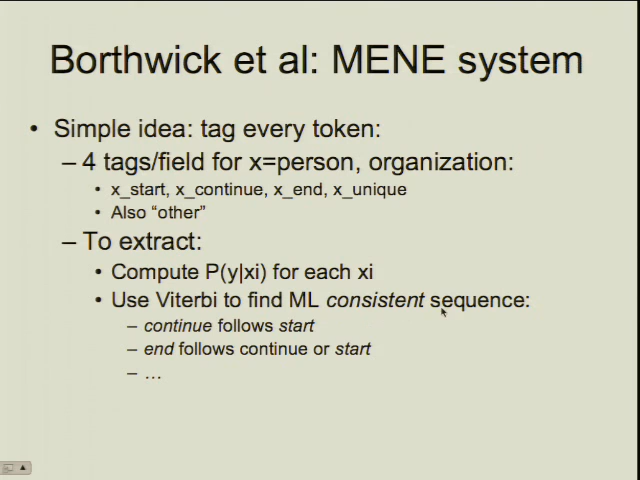 Borthwick et al: MENE system
• Simple idea: tag every token:
– 4 tags/field for x=person, organization:
• x_start, x_continue, x_end, x_unique
• Also “other”
– To extract:
• Compute P(y|xi) for each xi
• Use Viterbi to find ML consistent sequence:
– continue follows start
– end follows continue or start
– …